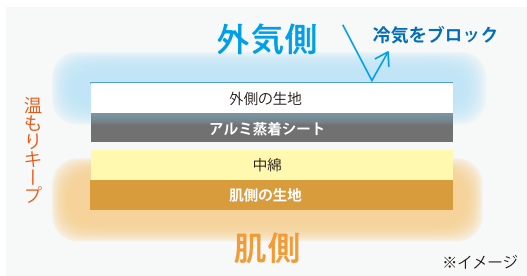 外気側
冷気をブロック
温もりキープ
外側の生地
アルミ蒸着シート
中綿
肌側の生地
肌側
※イメージ